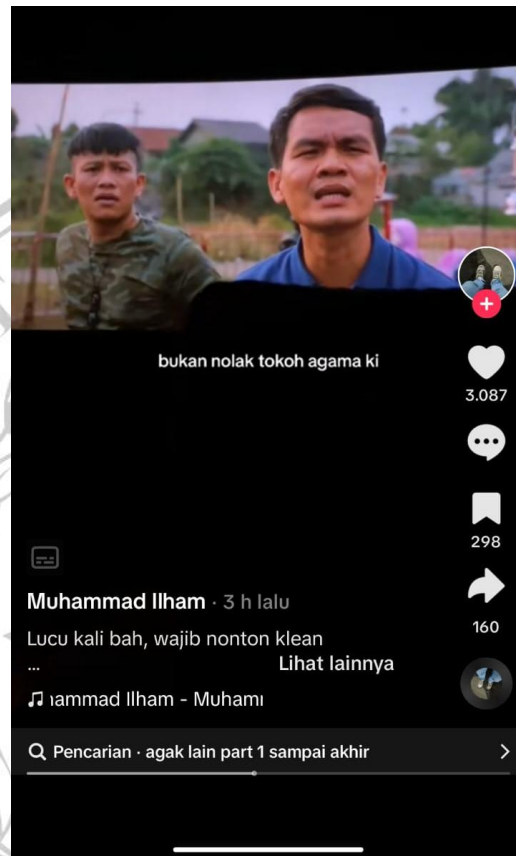 bukan nolak tokoh agama ki
3.087
298
160
Muhammad Ilham · 3 h lalu
Lucu kali bah, wajib nonton klean
...
Lihat lainnya
ıammad Ilham - Muhamı
Pencarian · agak lain part 1 sampai akhir